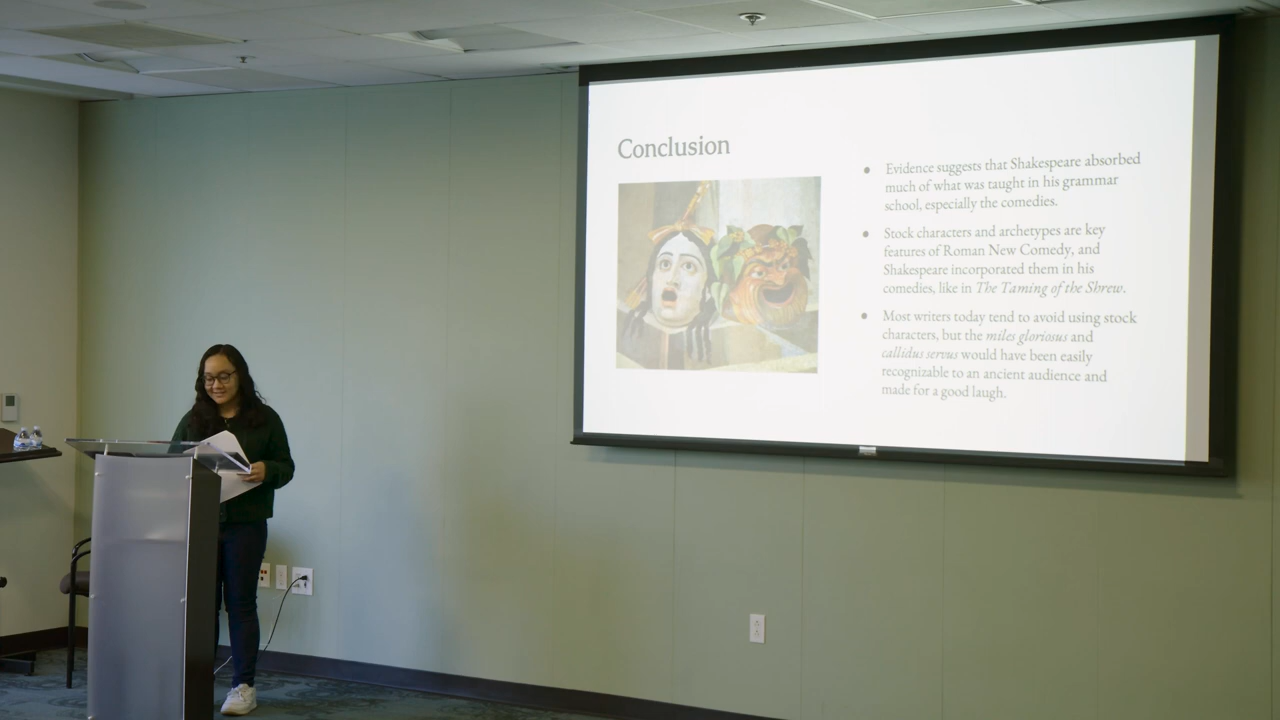 Conclusion
Evidence suggests that Shakespeare absorbed
much of what was taught in his grammar
school, especially the comedies.
Stock characters and archetypes are key
features of Roman New Comedy, and
Shakespeare incorporated them in his
comedies, like in The Taming of the Shrew.
Most writers today tend to avoid using stock
characters, but the miles gloriosus and
callidus servus would have been easily
recognizable to an ancient audience and
made for a good laugh.